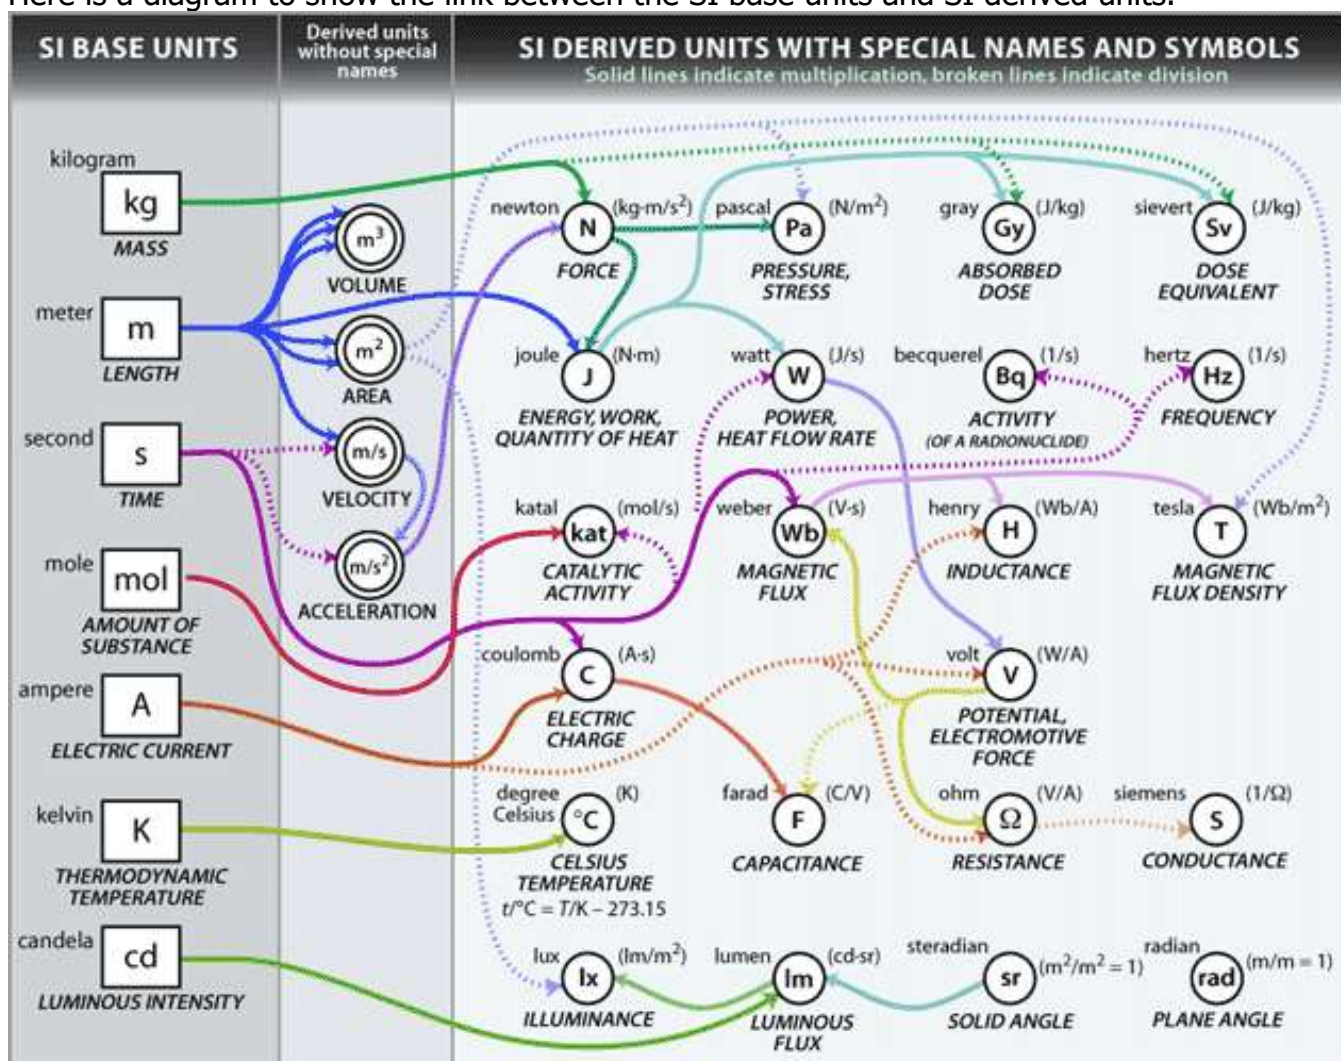 Here is a diagram to show the link between the SI base units and SI derived units.
SI BASE UNITS
Derived units
without special
names
SI DERIVED UNITS WITH SPECIAL NAMES AND SYMBOLS
Solid lines indicate multiplication, broken lines indicate division
kilogram
kg
MASS
meter
m
LENGTH
second
s
TIME
mole
mol
AMOUNT OF
SUBSTANCE
ampere
A
ELECTRIC CURRENT
kelvin
K
THERMODYNAMIC
TEMPERATURE
candela
cd
LUMINOUS INTENSITY
m³
VOLUME
m²
AREA
m/s
VELOCITY
m/s²
ACCELERATION
newton
N
(kg·m/s²)
FORCE
pascal
Pa
(N/m²)
PRESSURE,
STRESS
gray
Gy
(J/kg)
ABSORBED
DOSE
sievert
Sv
(J/kg)
DOSE
EQUIVALENT
joule
J
(N·m)
ENERGY, WORK,
QUANTITY OF HEAT
watt
W
(J/s)
POWER,
HEAT FLOW RATE
becquerel
Bq
(1/s)
ACTIVITY
(OF A RADIONUCLIDE)
hertz
Hz
(1/s)
FREQUENCY
katal
kat
(mol/s)
CATALYTIC
ACTIVITY
weber
Wb
(V·s)
MAGNETIC
FLUX
henry
H
(Wb/A)
INDUCTANCE
tesla
T
(Wb/m²)
MAGNETIC
FLUX DENSITY
coulomb
C
(A·s)
ELECTRIC
CHARGE
volt
V
(W/A)
POTENTIAL,
ELECTROMOTIVE
FORCE
degree
Celsius
°C
(K)
CELSIUS
TEMPERATURE
t/°C = T/K – 273.15
farad
F
(C/V)
CAPACITANCE
ohm
Ω
(V/A)
RESISTANCE
siemens
S
(1/Ω)
CONDUCTANCE
lux
lx
(lm/m²)
ILLUMINANCE
lumen
lm
(cd·sr)
LUMINOUS
FLUX
steradian
sr
(m²/m² = 1)
SOLID ANGLE
radian
rad
(m/m = 1)
PLANE ANGLE